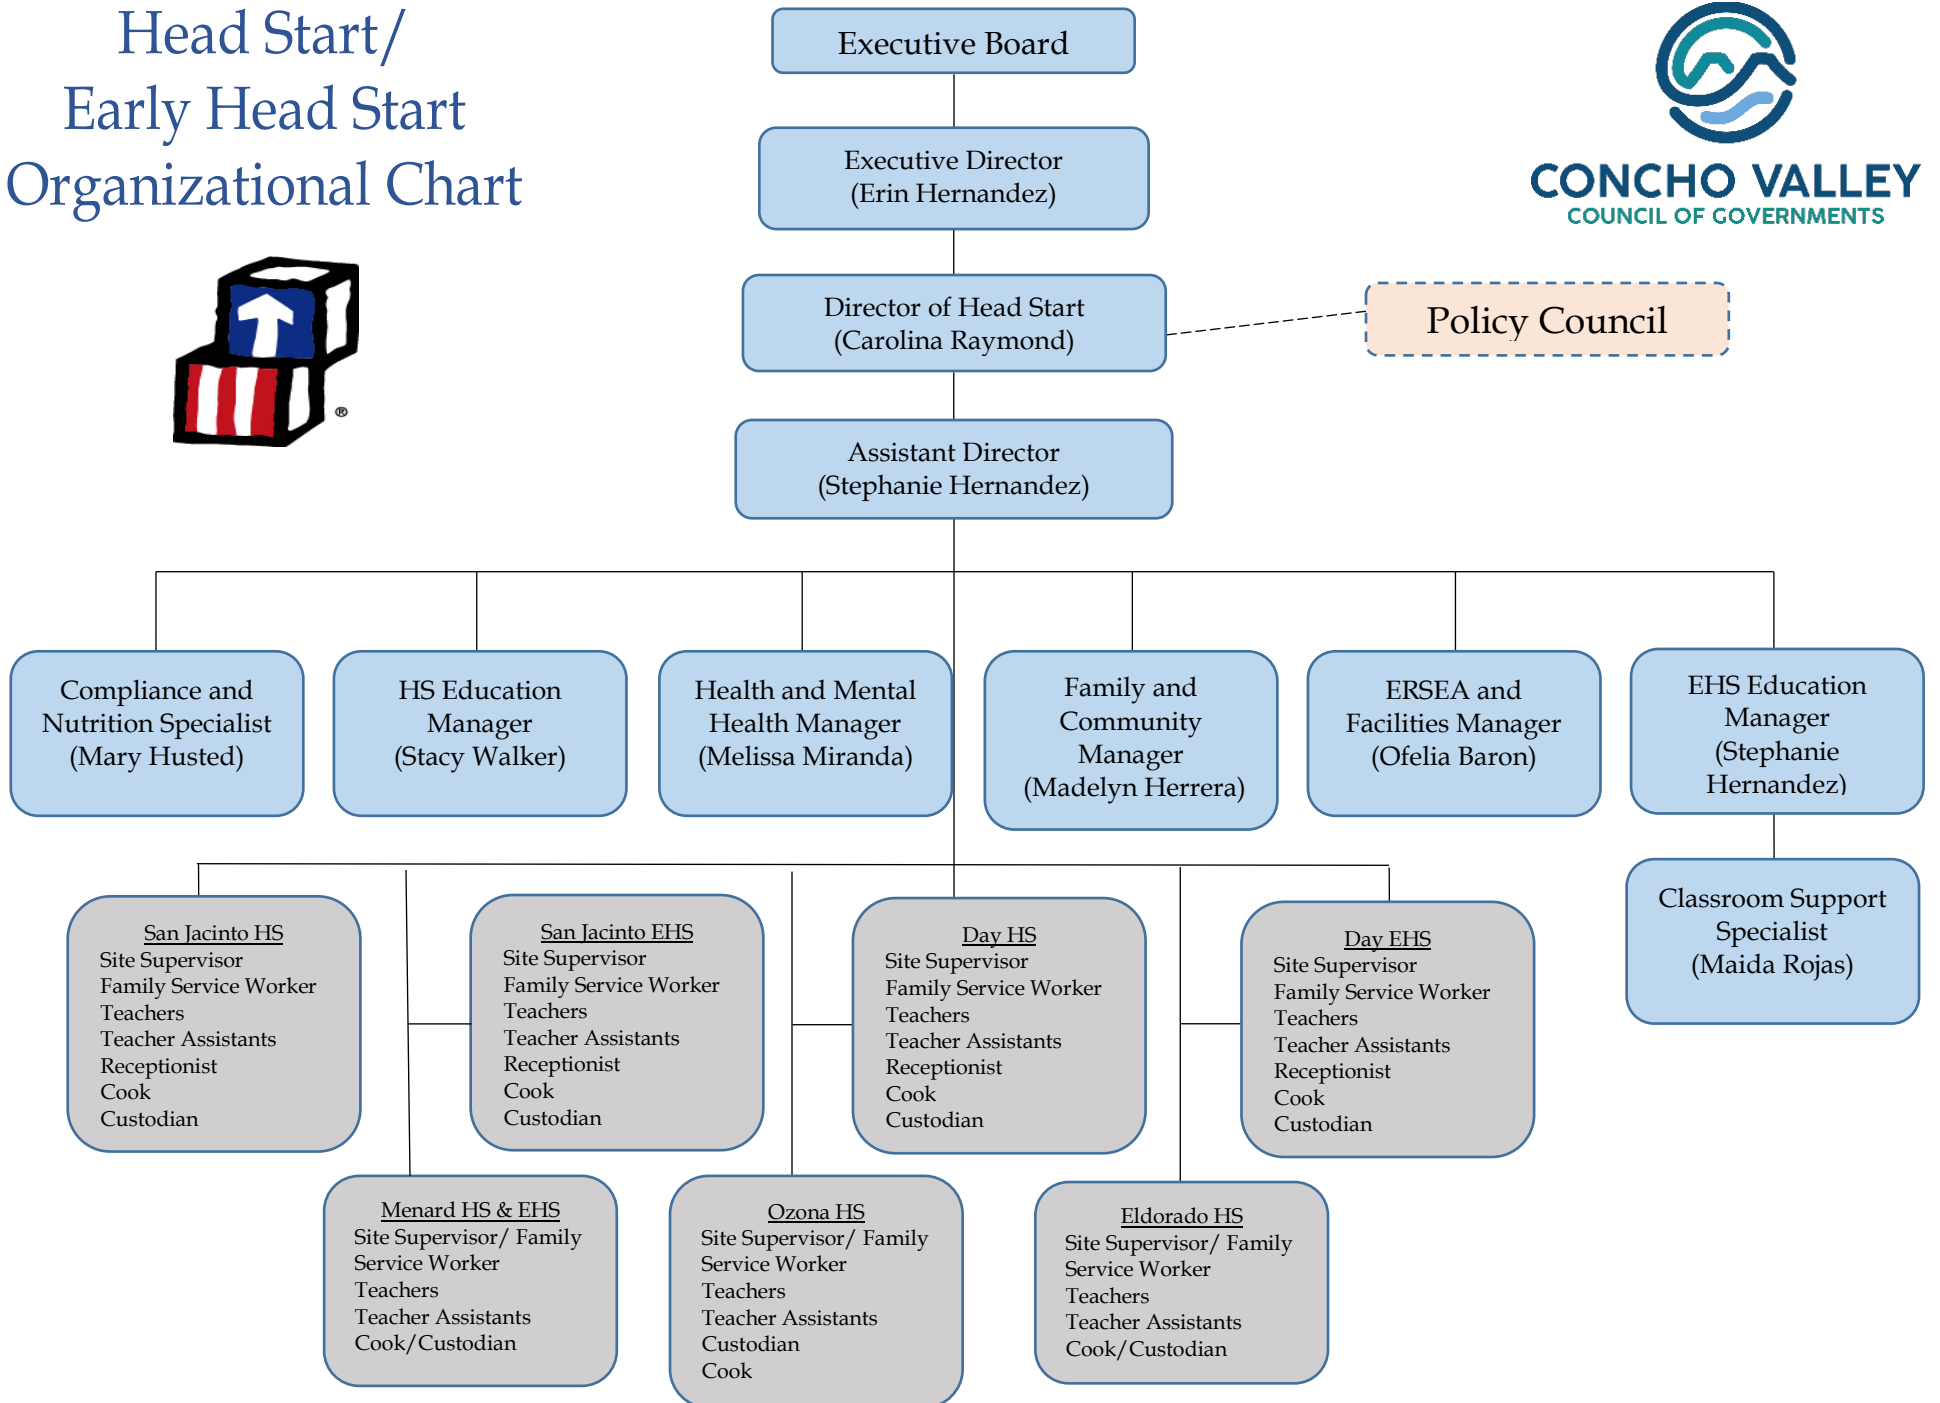 Head Start/
Early Head Start
Organizational Chart
Executive Board
CONCHO VALLEY
COUNCIL OF GOVERNMENTS
Executive Director
(Erin Hernandez)
Director of Head Start
(Carolina Raymond)
Policy Council
®
Assistant Director
(Stephanie Hernandez)
Compliance and
Nutrition Specialist
(Mary Husted)
HS Education
Manager
(Stacy Walker)
Health and Mental
Health Manager
(Melissa Miranda)
Family and
Community
Manager
(Madelyn Herrera)
ERSEA and
Facilities Manager
(Ofelia Baron)
EHS Education
Manager
(Stephanie
Hernandez)
Classroom Support
Specialist
(Maida Rojas)
San Jacinto HS
Site Supervisor
Family Service Worker
Teachers
Teacher Assistants
Receptionist
Cook
Custodian
San Jacinto EHS
Site Supervisor
Family Service Worker
Teachers
Teacher Assistants
Receptionist
Cook
Custodian
Day HS
Site Supervisor
Family Service Worker
Teachers
Teacher Assistants
Receptionist
Cook
Custodian
Day EHS
Site Supervisor
Family Service Worker
Teachers
Teacher Assistants
Receptionist
Cook
Custodian
Menard HS & EHS
Site Supervisor/ Family
Service Worker
Teachers
Teacher Assistants
Cook/Custodian
Ozona HS
Site Supervisor/ Family
Service Worker
Teachers
Teacher Assistants
Custodian
Cook
Eldorado HS
Site Supervisor/ Family
Service Worker
Teachers
Teacher Assistants
Cook/Custodian